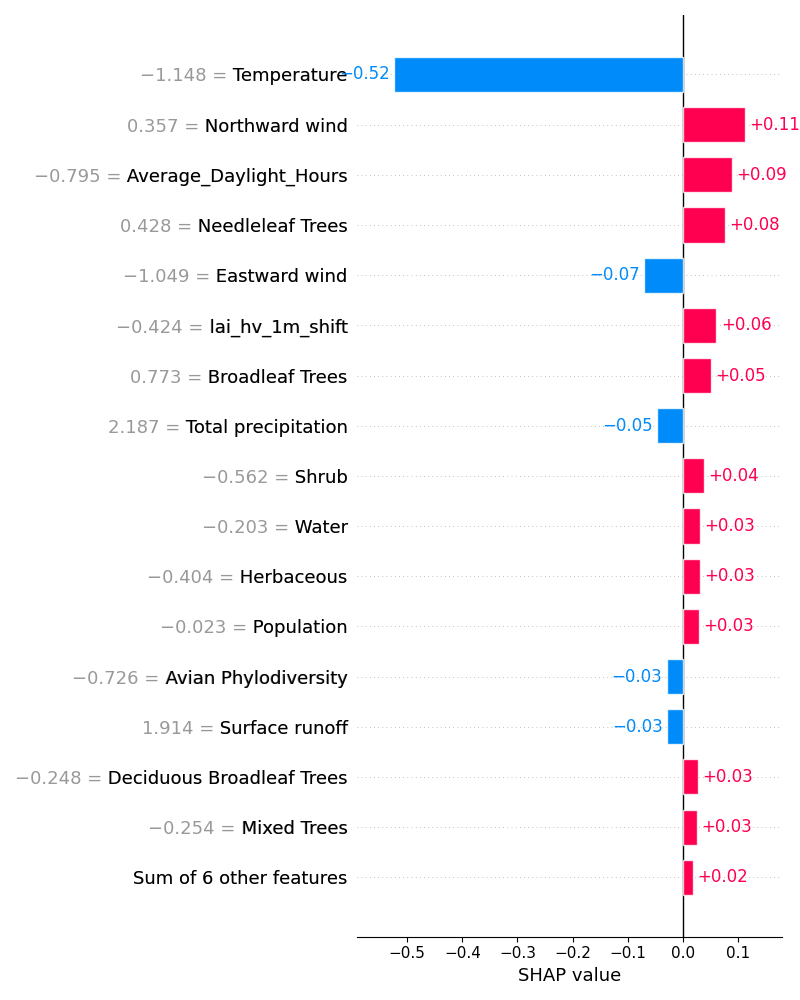 −1.148 = Temperature −0.52
0.357 = Northward wind +0.11
−0.795 = Average_Daylight_Hours +0.09
0.428 = Needleleaf Trees +0.08
−1.049 = Eastward wind −0.07
−0.424 = lai_hv_1m_shift +0.06
0.773 = Broadleaf Trees +0.05
2.187 = Total precipitation −0.05
−0.562 = Shrub +0.04
−0.203 = Water +0.03
−0.404 = Herbaceous +0.03
−0.023 = Population +0.03
−0.726 = Avian Phylodiversity −0.03
1.914 = Surface runoff −0.03
−0.248 = Deciduous Broadleaf Trees +0.03
−0.254 = Mixed Trees +0.03
Sum of 6 other features +0.02
−0.5 −0.4 −0.3 −0.2 −0.1 0.0 0.1
SHAP value